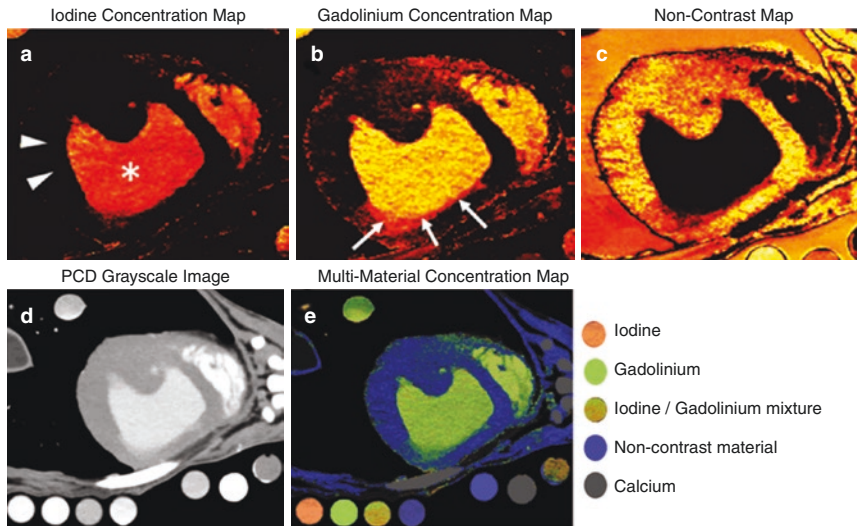 Iodine Concentration Map
Gadolinium Concentration Map
Non-Contrast Map
a
b
c
*
PCD Grayscale Image
Multi-Material Concentration Map
d
e
Iodine
Gadolinium
Iodine / Gadolinium mixture
Non-contrast material
Calcium